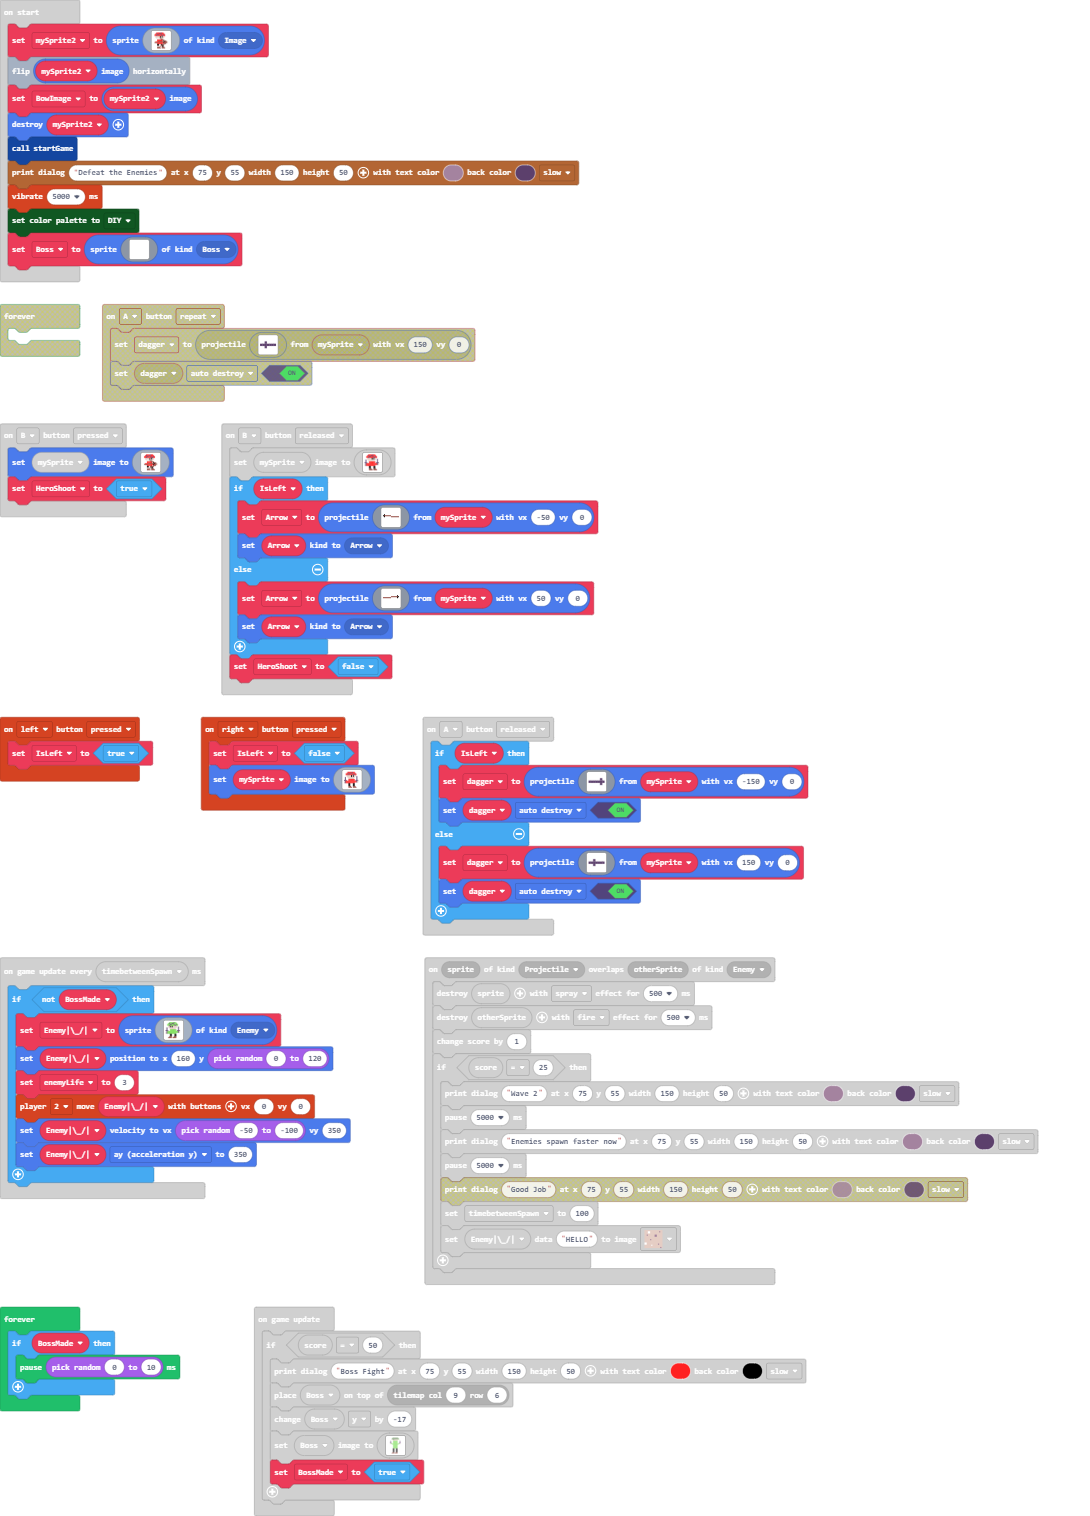 on start
set mySprite2 to sprite of kind Image
flip mySprite2 image horizontally
set BowImage to mySprite2 image
destroy mySprite2
call startGame
print dialog "Defeat the Enemies" at x 75 y 55 width 150 height 50 with text color back color slow
vibrate 5000 ms
set color palette to DIY
set Boss to sprite of kind Boss
forever
on A button repeat
set dagger to projectile from mySprite with vx 150 vy 0
set dagger auto destroy ON
on B button pressed
set mySprite image to
set HeroShoot to true
on B button released
set mySprite image to
if IsLeft then
set Arrow to projectile from mySprite with vx -50 vy 0
set Arrow kind to Arrow
else
set Arrow to projectile from mySprite with vx 50 vy 0
set Arrow kind to Arrow
set HeroShoot to false
on left button pressed
set IsLeft to true
on right button pressed
set IsLeft to false
set mySprite image to
on A button released
if IsLeft then
set dagger to projectile from mySprite with vx -150 vy 0
set dagger auto destroy ON
else
set dagger to projectile from mySprite with vx 150 vy 0
set dagger auto destroy ON
on game update every timebetweenSpawn ms
if not BossMade then
set Enemy|\_/| to sprite of kind Enemy
set Enemy|\_/| position to x 160 y pick random 0 to 120
set enemyLife to 3
player 2 move Enemy|\_/| with buttons vx 0 vy 0
set Enemy|\_/| velocity to vx pick random -50 to -100 vy 350
set Enemy|\_/| ay (acceleration y) to 350
on sprite of kind Projectile overlaps otherSprite of kind Enemy
destroy sprite with spray effect for 500 ms
destroy otherSprite with fire effect for 500 ms
change score by 1
if score = 25 then
print dialog "Wave 2" at x 75 y 55 width 150 height 50 with text color back color slow
pause 5000 ms
print dialog "Enemies spawn faster now" at x 75 y 55 width 150 height 50 with text color back color slow
pause 5000 ms
print dialog "Good Job" at x 75 y 55 width 150 height 50 with text color back color slow
set timebetweenSpawn to 100
set Enemy|\_/| data "HELLO" to image
forever
if BossMade then
pause pick random 0 to 10 ms
on game update
if score = 50 then
print dialog "Boss Fight" at x 75 y 55 width 150 height 50 with text color back color slow
place Boss on top of tilemap col 9 row 6
change Boss y by -17
set Boss image to
set BossMade to true